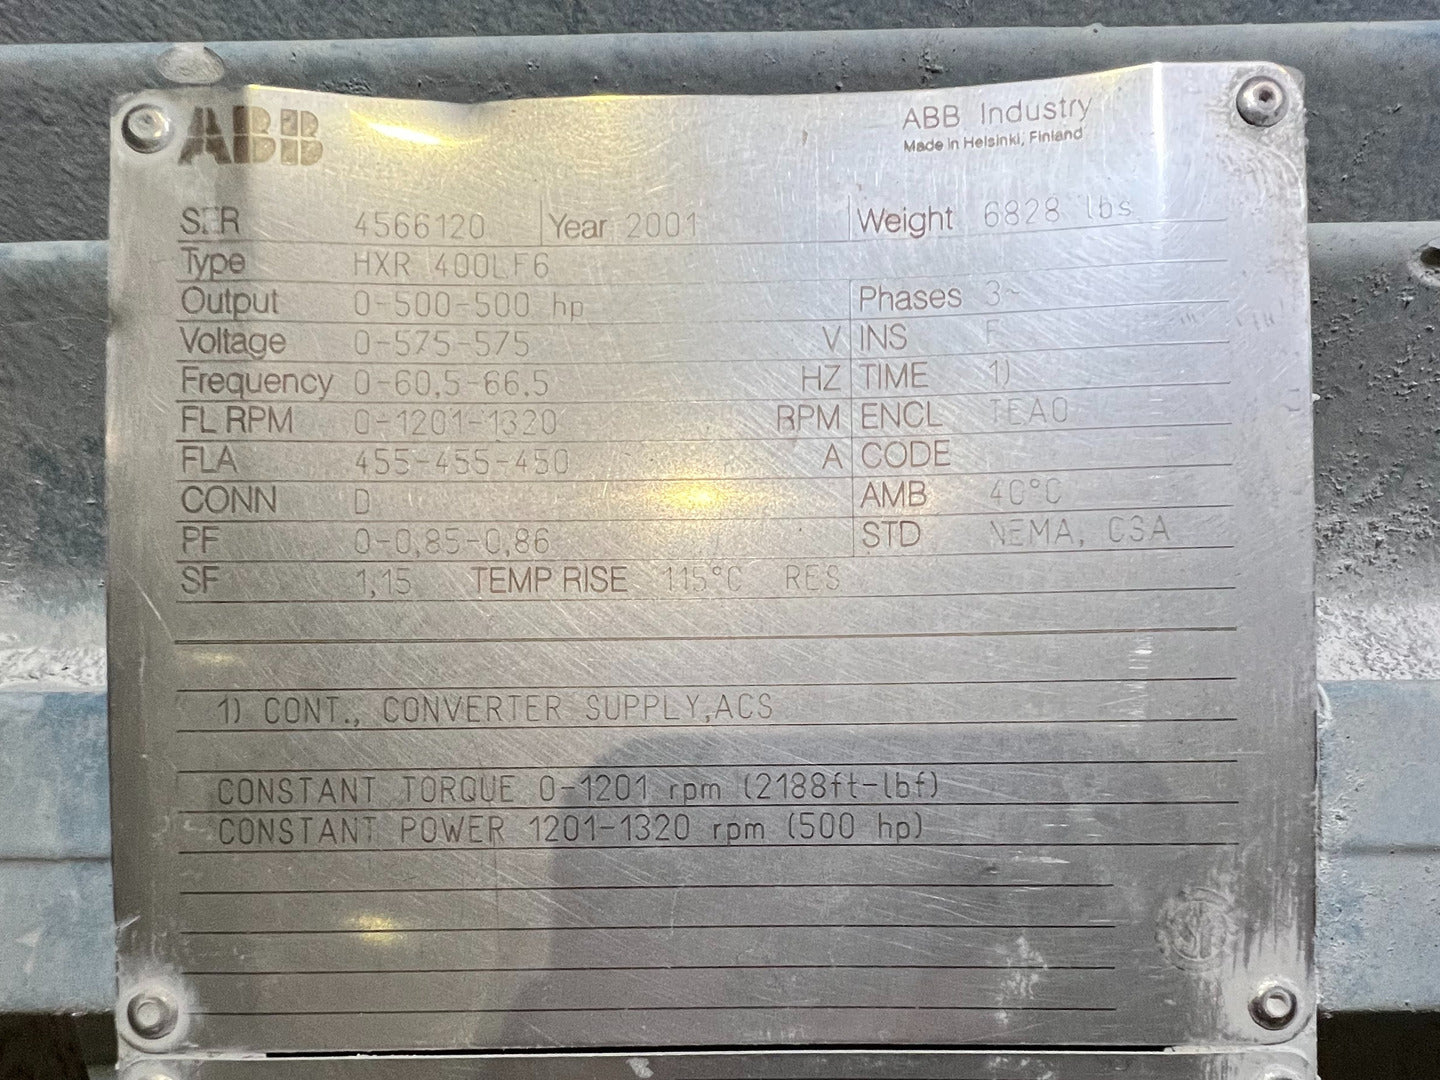 ABB
ABB Industry
Made in Helsinki, Finland
SER 4566120 Year 2001 Weight 6828 lbs
Type HXR 400LF6
Output 0-500-500 hp Phases 3~
Voltage 0-575-575 V INS F
Frequency 0-60,5-66,5 HZ TIME 1)
FL RPM 0-1201-1320 RPM ENCL TEAO
FLA 455-455-450 A CODE
CONN D AMB 40°C
PF 0-0,85-0,86 STD NEMA, CSA
SF 1,15 TEMP RISE 115°C RES
1) CONT., CONVERTER SUPPLY,ACS
CONSTANT TORQUE 0-1201 rpm (2188ft-lbf)
CONSTANT POWER 1201-1320 rpm (500 hp)